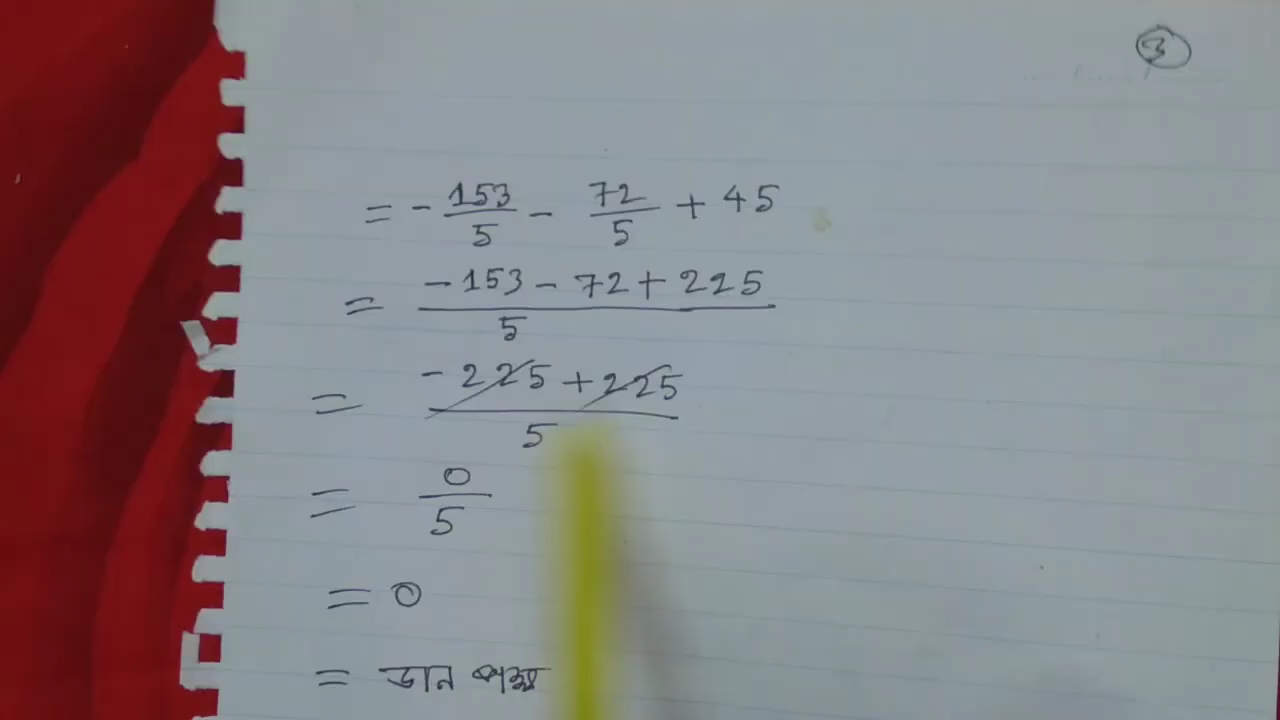 3
= - 153/5 - 72/5 + 45
= (-153 - 72 + 225)/5
= (-225 + 225)/5
= 0/5
= 0
= ডান পক্ষ